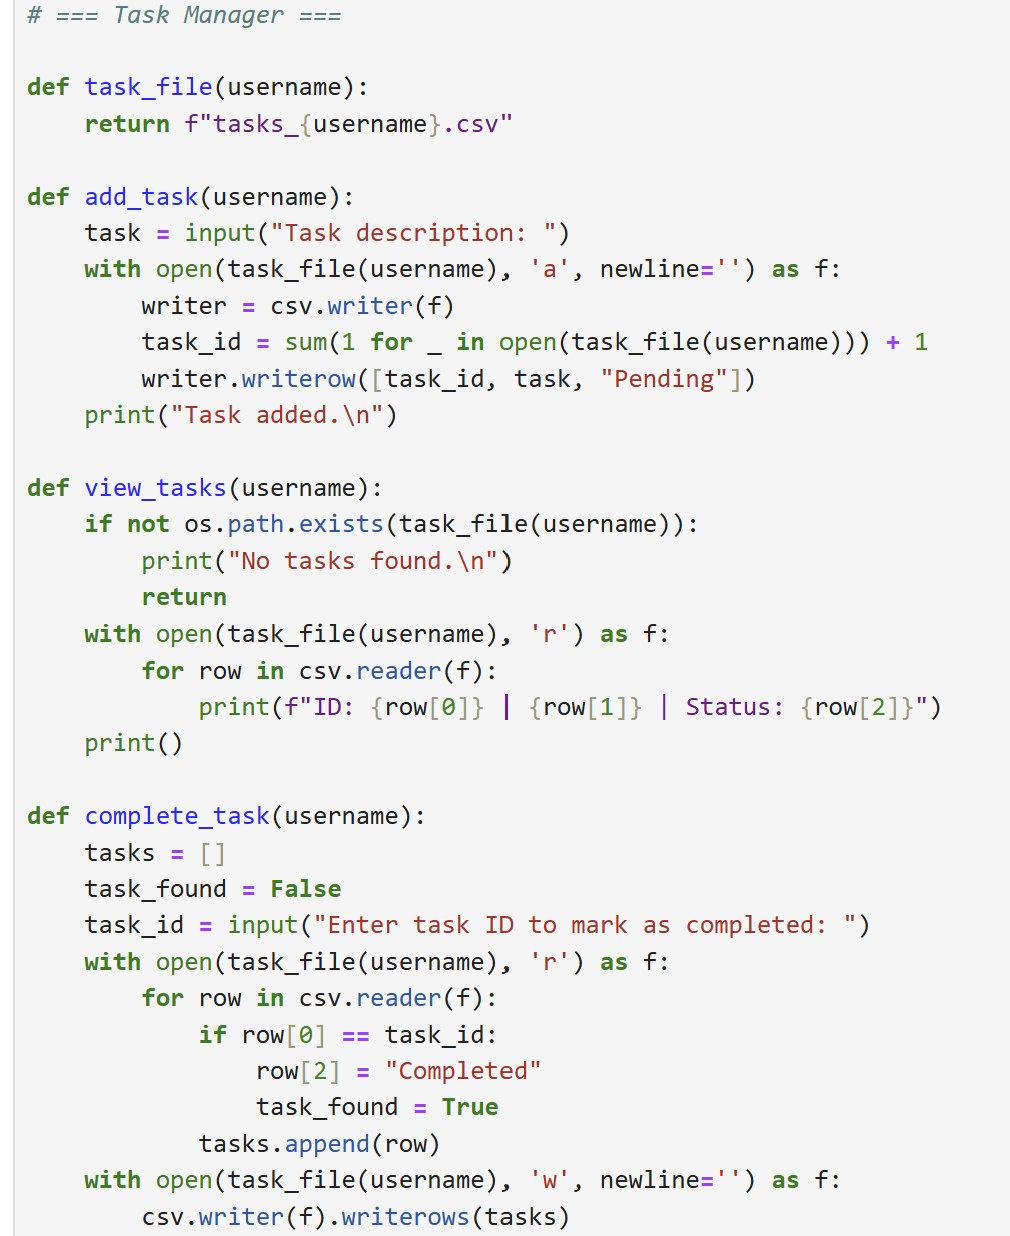 # === Task Manager ===

def task_file(username):
    return f"tasks_{username}.csv"

def add_task(username):
    task = input("Task description: ")
    with open(task_file(username), 'a', newline='') as f:
        writer = csv.writer(f)
        task_id = sum(1 for _ in open(task_file(username))) + 1
        writer.writerow([task_id, task, "Pending"])
    print("Task added.\n")

def view_tasks(username):
    if not os.path.exists(task_file(username)):
        print("No tasks found.\n")
        return
    with open(task_file(username), 'r') as f:
        for row in csv.reader(f):
            print(f"ID: {row[0]} | {row[1]} | Status: {row[2]}")
    print()

def complete_task(username):
    tasks = []
    task_found = False
    task_id = input("Enter task ID to mark as completed: ")
    with open(task_file(username), 'r') as f:
        for row in csv.reader(f):
            if row[0] == task_id:
                row[2] = "Completed"
                task_found = True
            tasks.append(row)
    with open(task_file(username), 'w', newline='') as f:
        csv.writer(f).writerows(tasks)